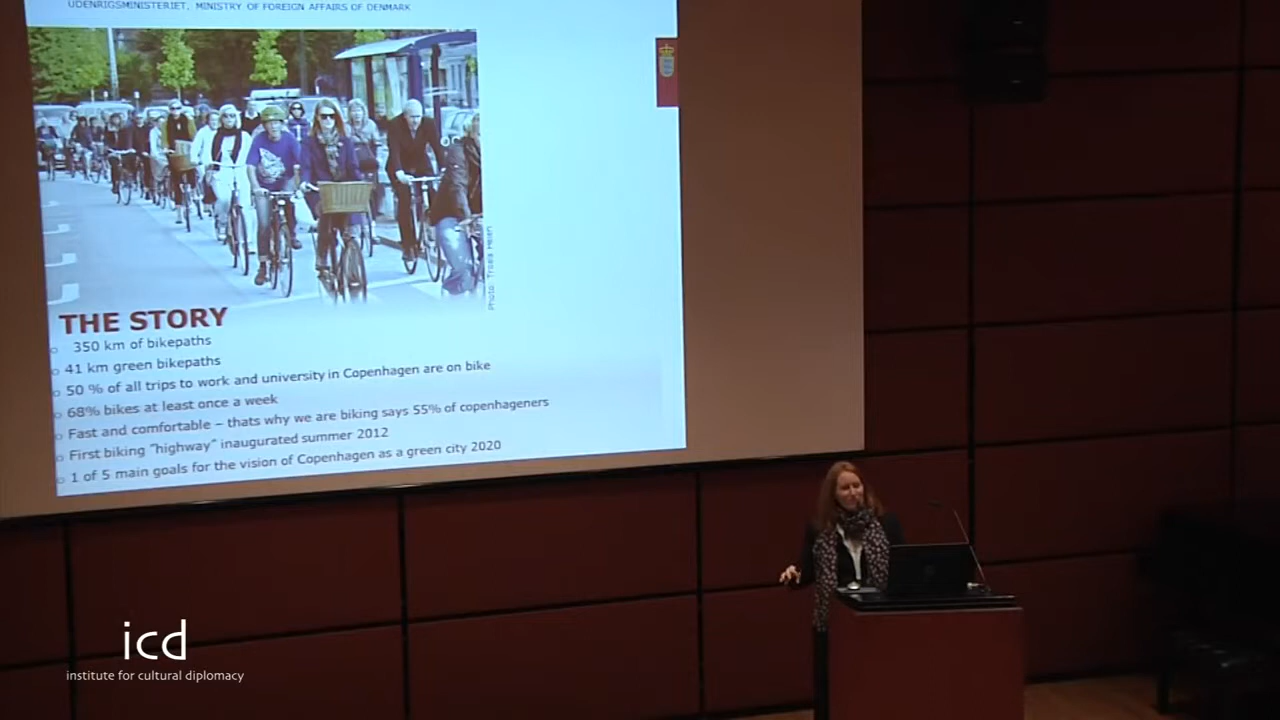 UDENRIGSMINISTERIET, MINISTRY OF FOREIGN AFFAIRS OF DENMARK
Photo: Troels Heien
THE STORY
350 km of bikepaths
41 km green bikepaths
50 % of all trips to work and university in Copenhagen are on bike
68% bikes at least once a week
Fast and comfortable – thats why we are biking says 55% of copenhageners
First biking "highway" inaugurated summer 2012
1 of 5 main goals for the vision of Copenhagen as a green city 2020
icd
institute for cultural diplomacy